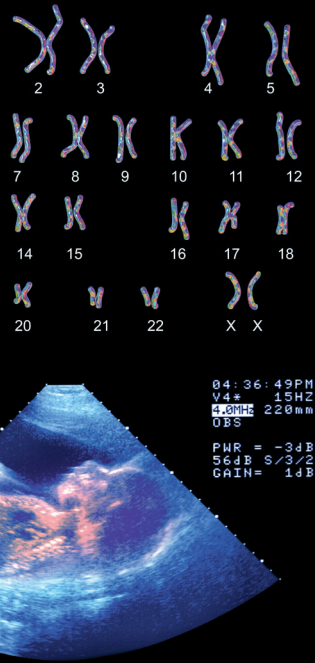 2 3 4 5
7 8 9 10 11 12
14 15 16 17 18
20 21 22 X X
04:36:49PM
V4* 15HZ
4.0MHz 220mm
OBS
PWR = -3dB
56dB S/3/2
GAIN= 1dB